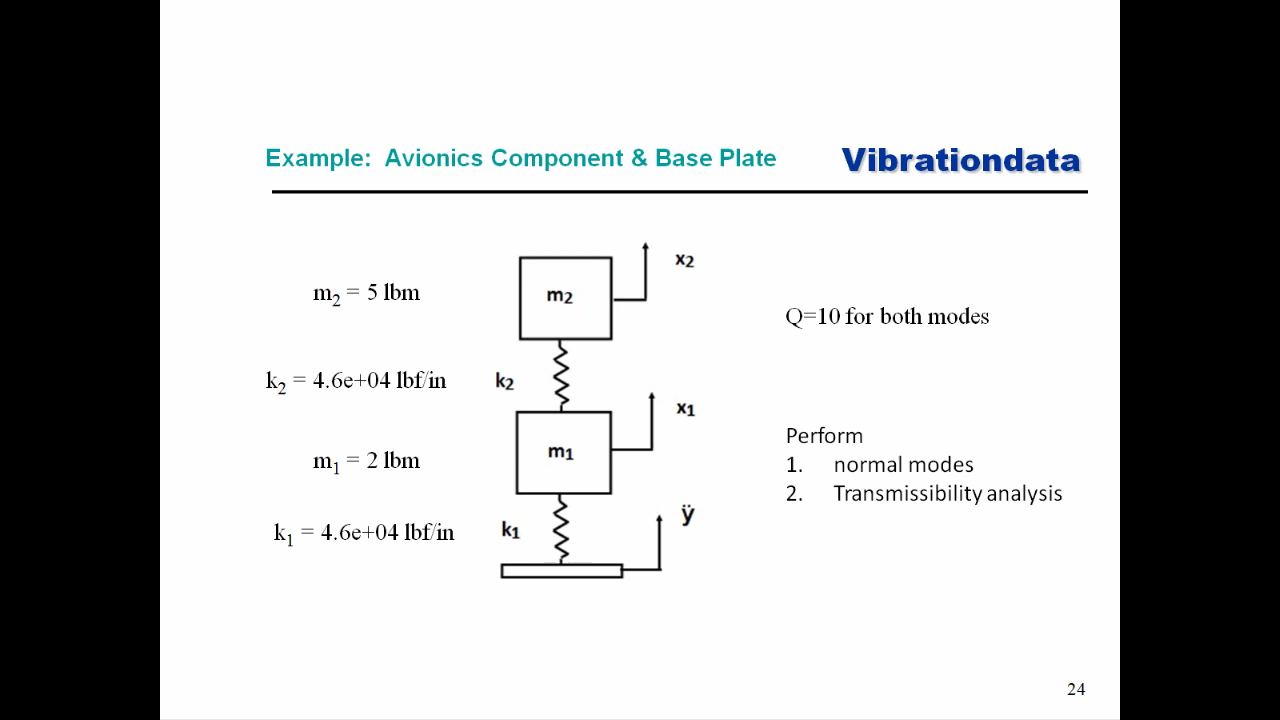 Example: Avionics Component & Base Plate
Vibrationdata
x2
m2 = 5 lbm
m2
Q=10 for both modes
k2 = 4.6e+04 lbf/in
k2
x1
Perform
m1 = 2 lbm
m1
1. normal modes
2. Transmissibility analysis
k1 = 4.6e+04 lbf/in
k1
ÿ
24